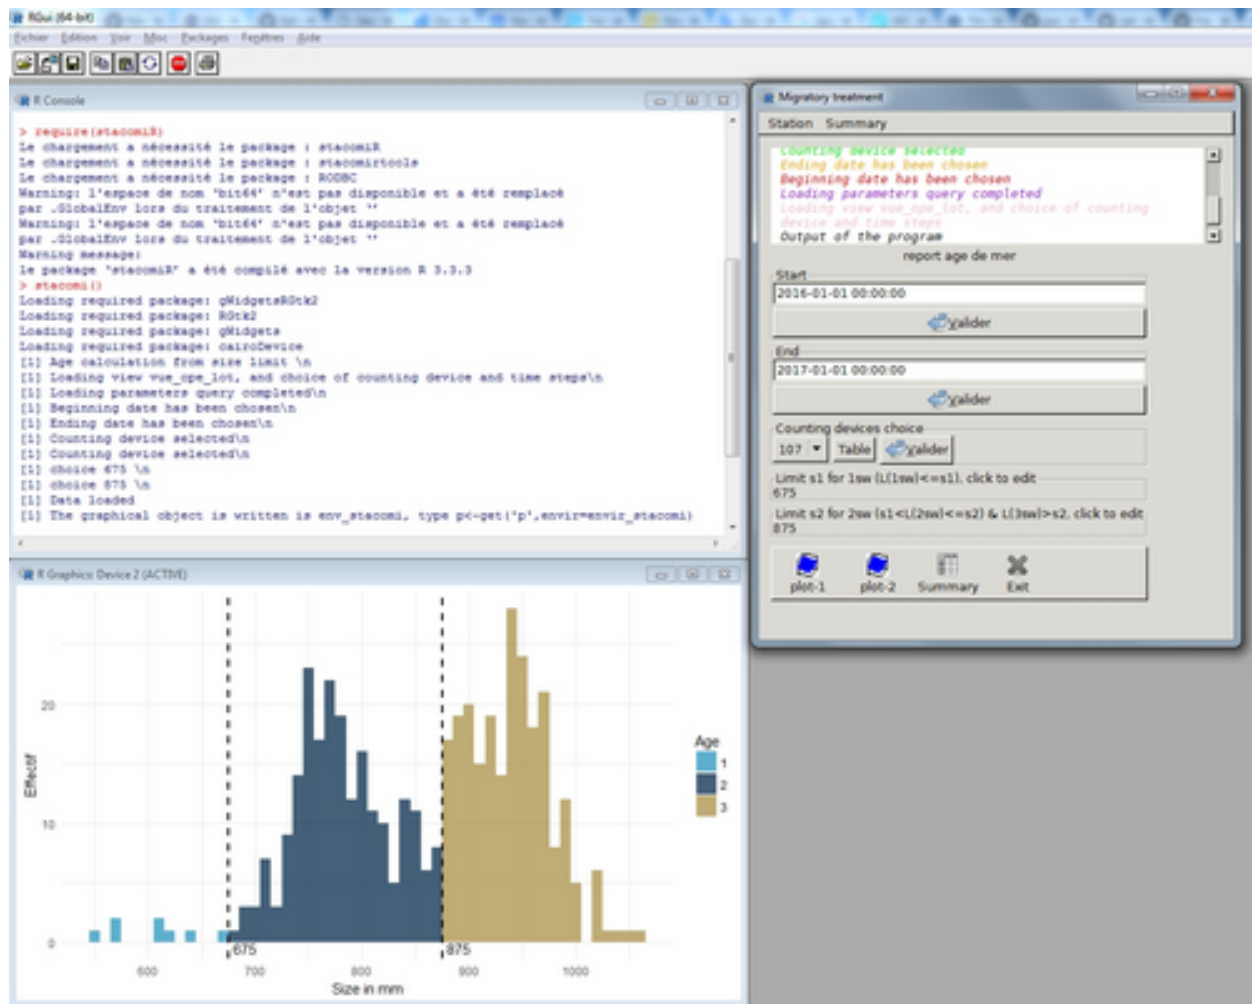 RGui (64-bit)
Fichier Edition Voir Misc Packages Fenêtres Aide
R Console
> require(stacomiR)
Le chargement a nécessité le package : stacomiR
Le chargement a nécessité le package : stacomirtools
Le chargement a nécessité le package : RODBC
Warning: l'espace de nom 'bit64' n'est pas disponible et a été remplacé
par .GlobalEnv lors du traitement de l'objet ''
Warning: l'espace de nom 'bit64' n'est pas disponible et a été remplacé
par .GlobalEnv lors du traitement de l'objet ''
Warning message:
le package 'stacomiR' a été compilé avec la version R 3.3.3
> stacomi()
Loading required package: gWidgetsRGtk2
Loading required package: RGtk2
Loading required package: gWidgets
Loading required package: cairoDevice
[1] Age calculation from size limit \n
[1] Loading view vue_ope_lot, and choice of counting device and time steps\n
[1] Loading parameters query completed\n
[1] Beginning date has been chosen\n
[1] Ending date has been chosen\n
[1] Counting device selected\n
[1] Counting device selected\n
[1] choice 675 \n
[1] choice 875 \n
[1] Data loaded
[1] The graphical object is written is env_stacomi, type p<-get("p",envir=envir_stacomi)
R Graphics: Device 2 (ACTIVE)
Effectif
20
10
0
675
875
600 700 800 900 1000
Size in mm
Age
1
2
3
Migratory treatment
Station Summary
Counting device selected
Ending date has been chosen
Beginning date has been chosen
Loading parameters query completed
Loading view vue_ope_lot, and choice of counting
device and time steps
Output of the program
report age de mer
Start
2016-01-01 00:00:00
Valider
End
2017-01-01 00:00:00
Valider
Counting devices choice
107 Table Valider
Limit s1 for 1sw (L(1sw)<=s1), click to edit
675
Limit s2 for 2sw (s1<L(2sw)<=s2) & L(3sw)>s2, click to edit
875
plot-1 plot-2 Summary Exit